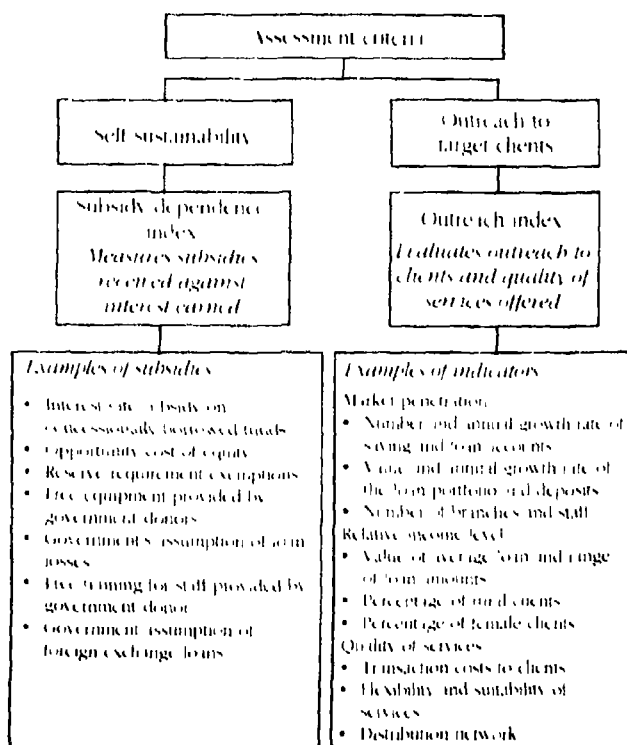 Assessment criteri
Self sustainability
Subsidy dependence
index
Measures subsidies
received against
interest earned
Outreach to
target clients
Outreach index
Evaluates outreach to
clients and quality of
services offered
Examples of subsidies
• Interest rate subsidy on
concessionally borrowed funds
• Opportunity cost of equity
• Reserve requirement exemptions
• Free equipment provided by
government donors
• Government's assumption of loan
losses
• Free training for staff provided by
government donor
• Government assumption of
foreign exchange loans
Examples of indicators
Market penetration
• Number and annual growth rate of
saving and loan accounts
• Value and annual growth rate of
the loan portfolio and deposits
• Number of branches and staff
Relative income level
• Value of average loan and range
of loan amounts
• Percentage of rural clients
• Percentage of female clients
Quality of services
• Transaction costs to clients
• Flexibility and suitability of
services
• Distribution network